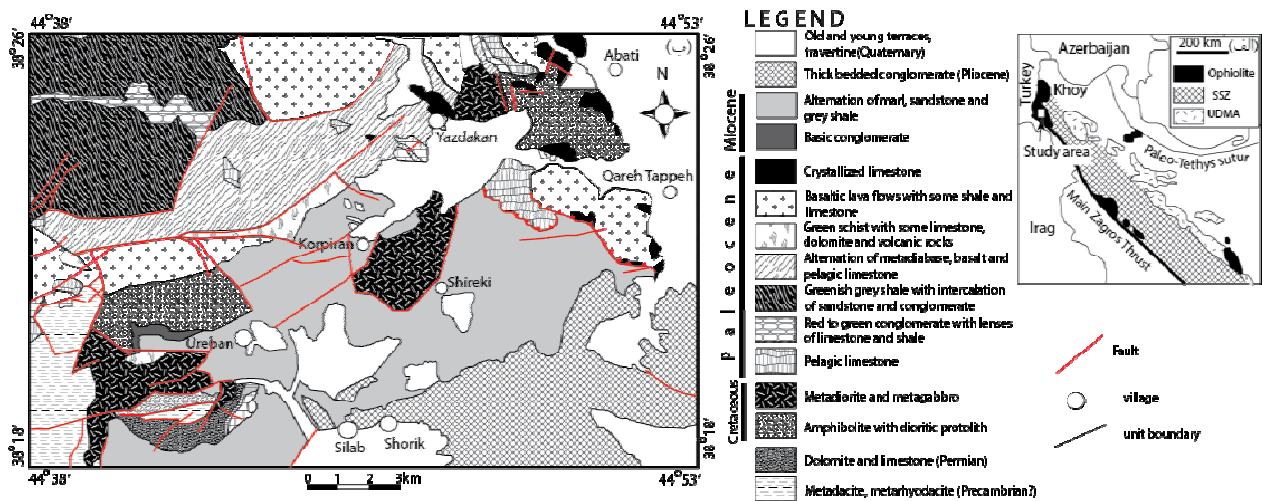 44°38'
44°53'
38°26'
38°26'
(ب)
Abati
N
Yazdakan
Qareh Tappeh
Korpiran
Shireki
Ureban
Silab
Shorik
38°18'
38°18'
44°38'
44°53'
0 1 2 3km
LEGEND
Old and young terraces,
travertine(Quaternary)
Thick bedded conglomerate (Pliocene)
Miocene
Alternation of marl, sandstone and
grey shale
Basic conglomerate
Paleocene
Crystallized limestone
Basaltic lava flows with some shale and
limestone
Green schist with some limestone,
dolomite and volcanic rocks
Alternation of metadiabase, basalt and
pelagic limestone
Greenish grey shale with intercalation
of sandstone and conglomerate
Red to green conglomerate with lenses
of limestone and shale
Pelagic limestone
Cretaceous
Metadiorite and metagabbro
Amphibolite with dioritic protolith
Dolomite and limestone (Permian)
Metadacite, metarhyodacite (Precambrian?)
200 km (الف)
Azerbaijan
Ophiolite
SSZ
UDMA
Turkey
Khoy
Study area
Paleo-Tethys sutur
Main Zagros Thrust
Iraq
Fault
village
unit boundary